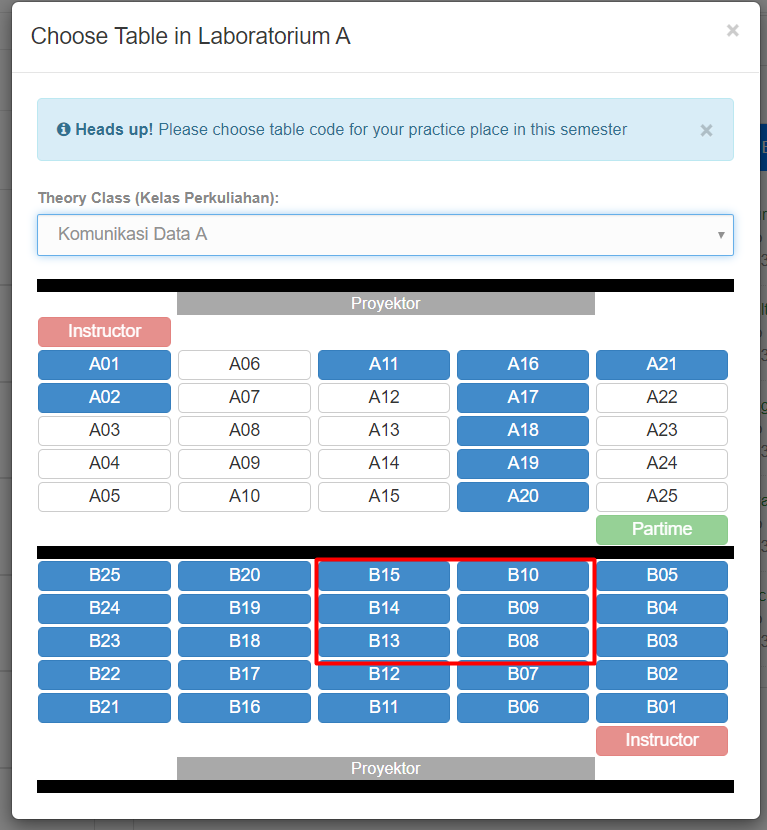 Choose Table in Laboratorium A
×
Heads up! Please choose table code for your practice place in this semester
×
Theory Class (Kelas Perkuliahan):
Komunikasi Data A
Proyektor
Instructor
A01 A06 A11 A16 A21
A02 A07 A12 A17 A22
A03 A08 A13 A18 A23
A04 A09 A14 A19 A24
A05 A10 A15 A20 A25
Partime
B25 B20 B15 B10 B05
B24 B19 B14 B09 B04
B23 B18 B13 B08 B03
B22 B17 B12 B07 B02
B21 B16 B11 B06 B01
Instructor
Proyektor